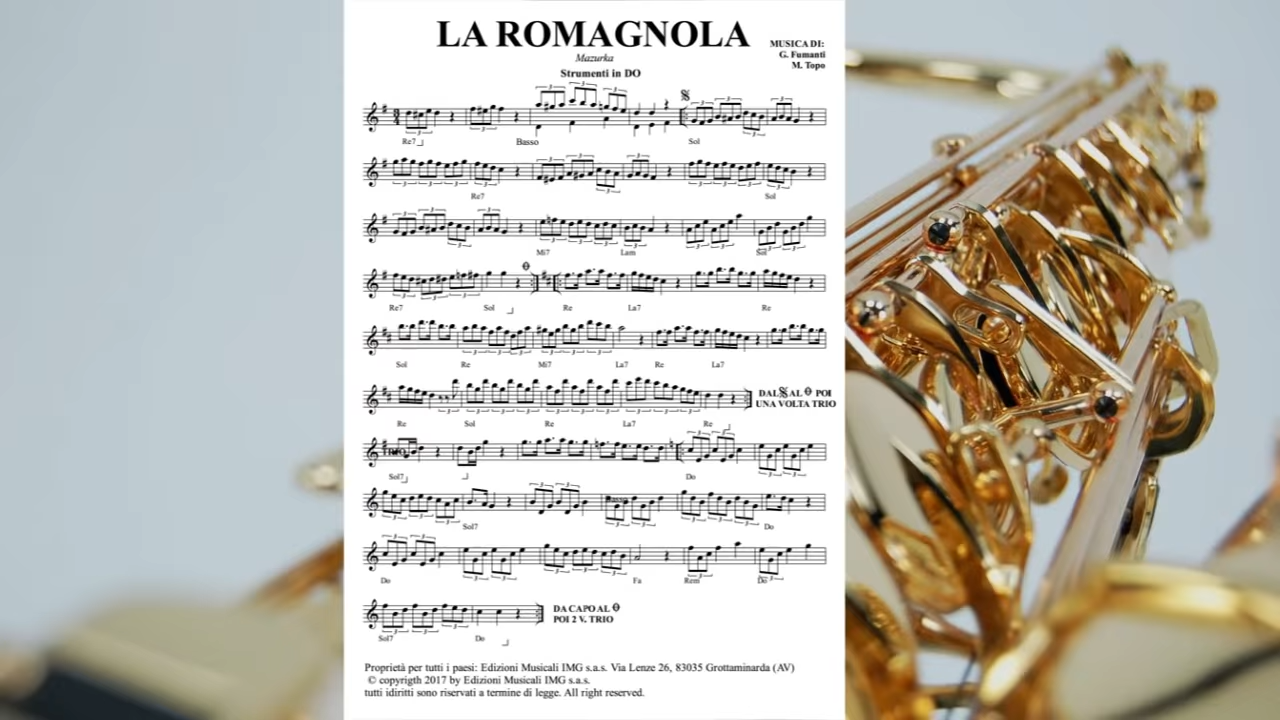 LA ROMAGNOLA
Mazurka
Strumenti in DO
MUSICA DI:
G. Fumanti
M. Topo
Re7 Basso Sol
Re7 Sol
Mi7 Lam Sol
Re7 Sol Re La7 Re
Sol Re Mi7 La7 Re La7
DAL AL POI
UNA VOLTA TRIO
Re Sol Re La7 Re
TRIO
Sol7 Do
Basso
Sol7 Do
Do Fa Rem Do
DA CAPO AL
POI 2 V. TRIO
Sol7 Do
Proprietà per tutti i paesi: Edizioni Musicali IMG s.a.s. Via Lenze 26, 83035 Grottaminarda (AV)
© copyrigth 2017 by Edizioni Musicali IMG s.a.s.
tutti idiritti sono riservati a termine di legge. All right reserved.